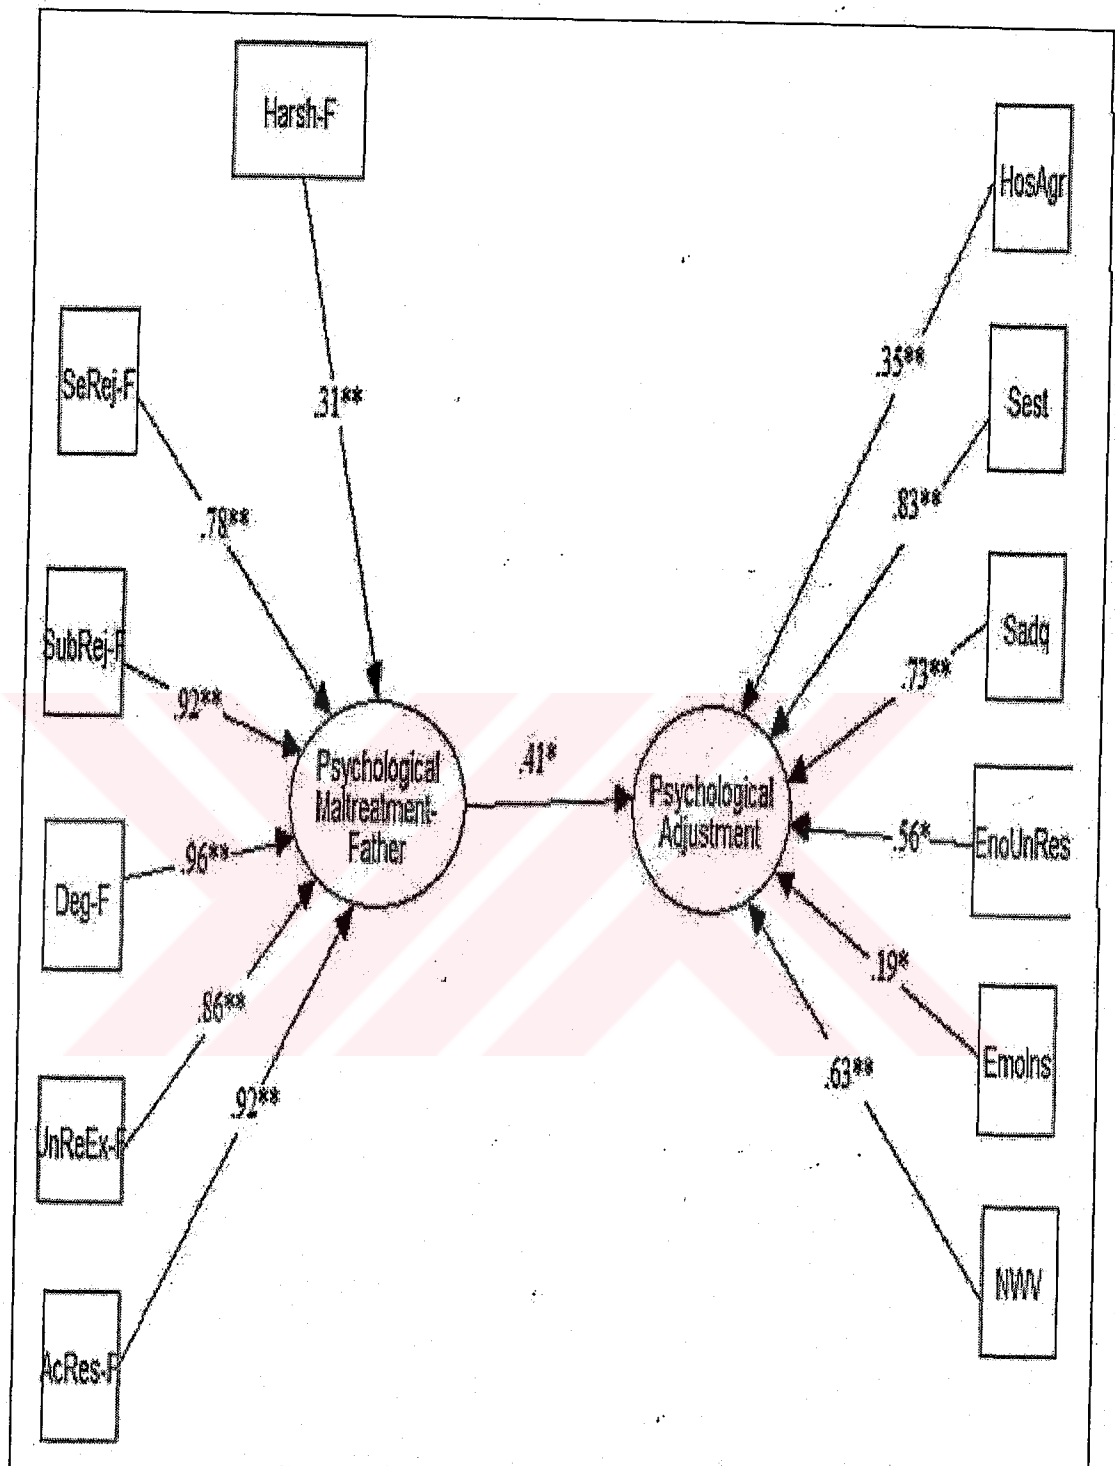 Harsh-F
HosAgr
.35**
Sest
SeRej-F
.31**
.83**
.78**
Sadq
SubRej-F
.73**
.92**
Psychological
Maltreatment-
Father
.41*
Psychological
Adjustment
.56*
EnoUnRes
.96**
Deg-F
.19*
.86**
EmoIns
.92**
.63**
UnReEx-F
NWV
AcRes-F